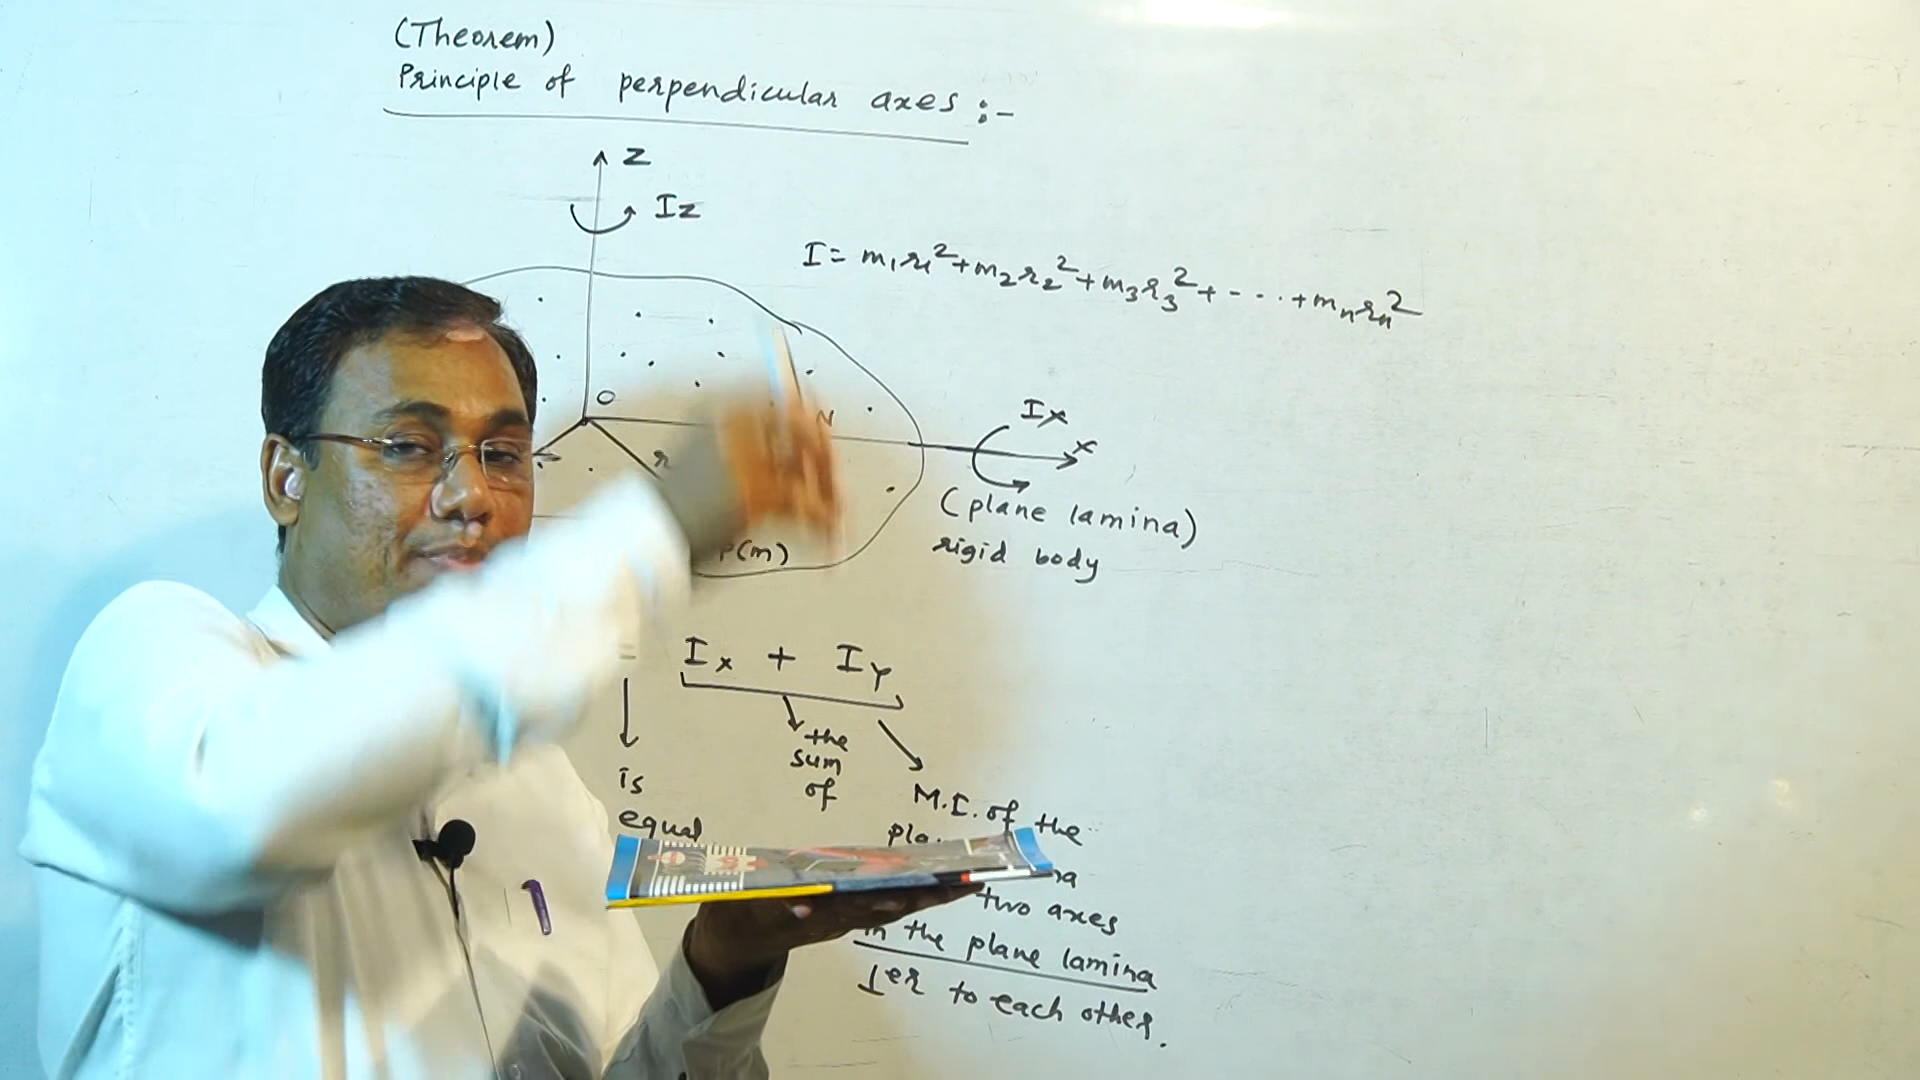 (Theorem)
Principle of perpendicular axes :-
Z
Iz
I = m₁r₁² + m₂r₂² + m₃r₃² + - - - - + mₙrₙ²
O
N
Ix
x
r
(plane lamina)
rigid body
P(m)
= Ix + IY
the
sum
of
is
equal
M.I. of the
two axes
in the plane lamina
⊥er to each other.